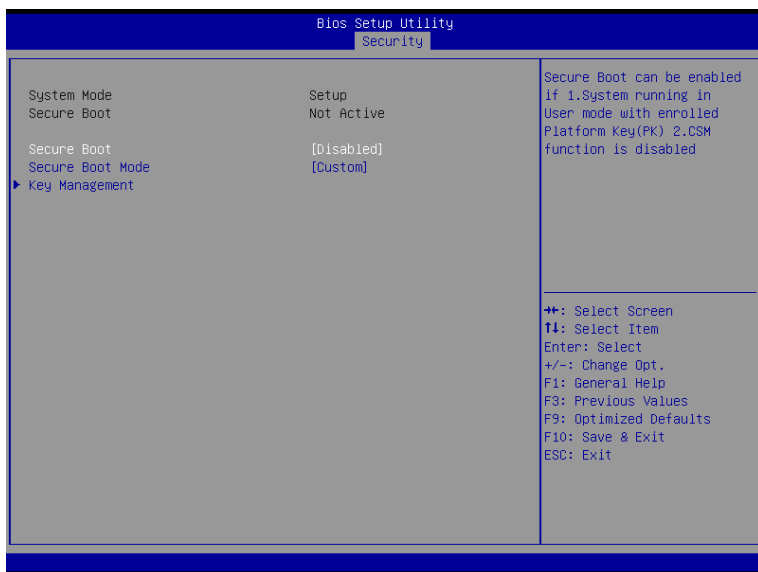 Bios Setup Utility
Security
System Mode Setup
Secure Boot Not Active
Secure Boot [Disabled]
Secure Boot Mode [Custom]
Key Management
Secure Boot can be enabled
if 1.System running in
User mode with enrolled
Platform Key(PK) 2.CSM
function is disabled
→←: Select Screen
↑↓: Select Item
Enter: Select
+/-: Change Opt.
F1: General Help
F3: Previous Values
F9: Optimized Defaults
F10: Save & Exit
ESC: Exit